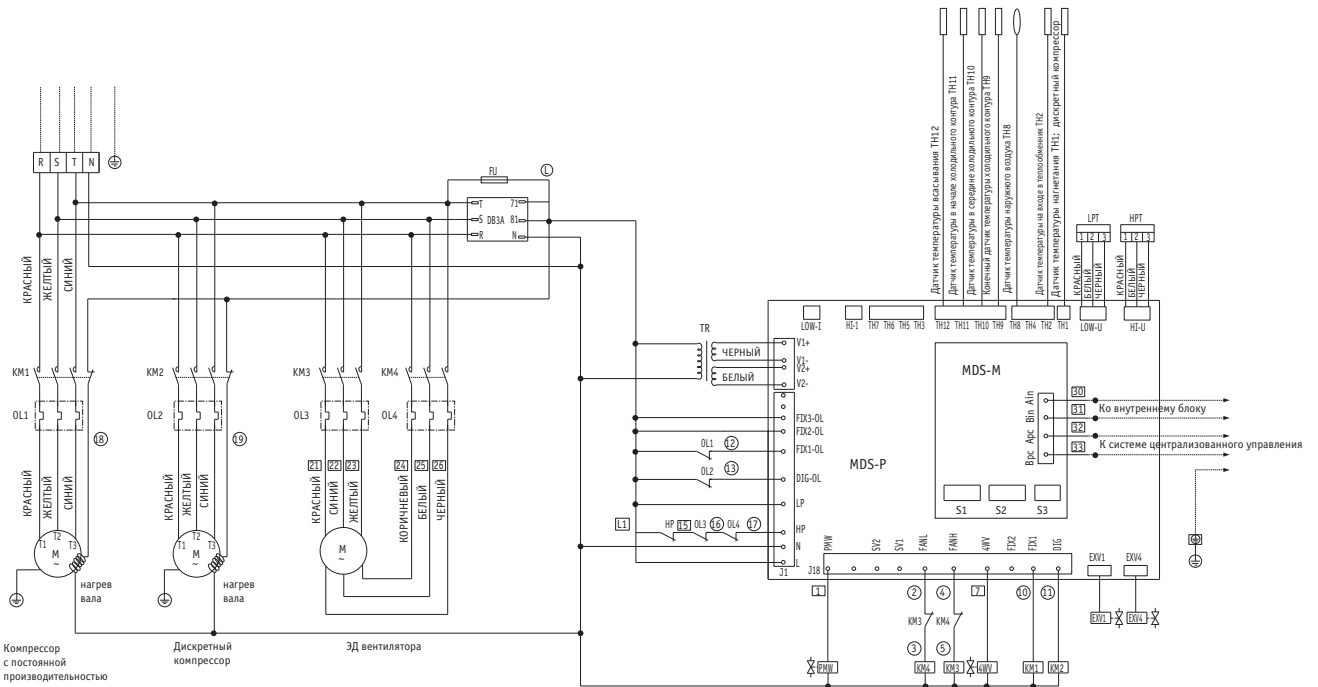 Датчик температуры всасывания TH12
Датчик температуры в начале холодильного контура TH11
Датчик температуры в середине холодильного контура TH10
Конечный датчик температуры холодильного контура TH9
Датчик температуры наружного воздуха TH8
Датчик температуры на входе в теплообменник TH2
Датчик температуры нагнетания TH1; дискретный компрессор
R S T N
FU L
T 71
S DB3A 81
R N
LPT HPT
1 2 3 1 2 3
КРАСНЫЙ
БЕЛЫЙ
ЧЕРНЫЙ
КРАСНЫЙ
БЕЛЫЙ
ЧЕРНЫЙ
КРАСНЫЙ
ЖЕЛТЫЙ
СИНИЙ
LOW-I HI-1 TH7 TH6 TH5 TH3 TH12 TH11 TH10 TH9 TH8 TH4 TH2 TH1 LOW-U HI-U
TR
ЧЕРНЫЙ
БЕЛЫЙ
V1+
V1-
V2+
V2-
MDS-M
KM1 KM2 KM3 KM4
OL1 OL2 OL3 OL4
18 19
FIX3-OL
FIX2-OL
OL1 12 FIX1-OL
OL2 13 DIG-OL
LP
L1 HP 15 OL3 16 OL4 17 HP
N
L
J1
MDS-P
Ain
Bin
Apc
Bpc
30
31
32
33
Ко внутреннему блоку
К системе централизованного управления
S1 S2 S3
21 22 23 24 25 26
КРАСНЫЙ
ЖЕЛТЫЙ
СИНИЙ
КРАСНЫЙ
ЖЕЛТЫЙ
СИНИЙ
КРАСНЫЙ
СИНИЙ
ЖЕЛТЫЙ
КОРИЧНЕВЫЙ
БЕЛЫЙ
ЧЕРНЫЙ
T1 T2 T3
M
~
T1 T2 T3
M
~
M
~
нагрев
вала
нагрев
вала
J18
PMW SV2 SV1 FANL FANH 4WV FIX2 FIX1 DIG
EXV1 EXV4
1 2 4 7 10 11
KM3 KM4
3 5
EXV1 EXV4
PMW KM4 KM3 4WV KM1 KM2
Компрессор
с постоянной
производительностью
Дискретный
компрессор
ЭД вентилятора